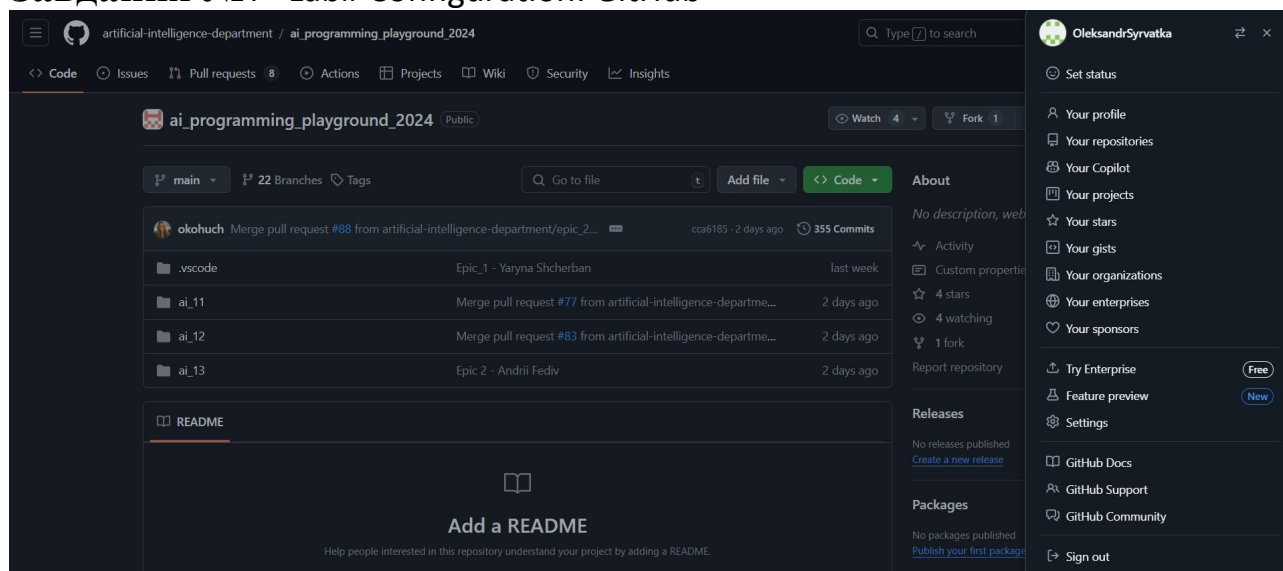 artificial-intelligence-department / ai_programming_playground_2024
Type / to search
OleksandrSyrvatka
Code
Issues
Pull requests 8
Actions
Projects
Wiki
Security
Insights
Set status
ai_programming_playground_2024 Public
Watch 4
Fork 1
Your profile
Your repositories
Your Copilot
Your projects
Your stars
Your gists
Your organizations
Your enterprises
Your sponsors
main
22 Branches
Tags
Go to file
t
Add file
Code
okohuch Merge pull request #88 from artificial-intelligence-department/epic_2...
cca6185 · 2 days ago
355 Commits
.vscode Epic_1 - Yaryna Shcherban last week
ai_11 Merge pull request #77 from artificial-intelligence-departme... 2 days ago
ai_12 Merge pull request #83 from artificial-intelligence-departme... 2 days ago
ai_13 Epic 2 - Andrii Fediv 2 days ago
README
Add a README
Help people interested in this repository understand your project by adding a README.
About
No description, web
Activity
Custom propertie
4 stars
4 watching
1 fork
Report repository
Releases
No releases published
Create a new release
Packages
No packages published
Publish your first package
Try Enterprise Free
Feature preview New
Settings
GitHub Docs
GitHub Support
GitHub Community
Sign out